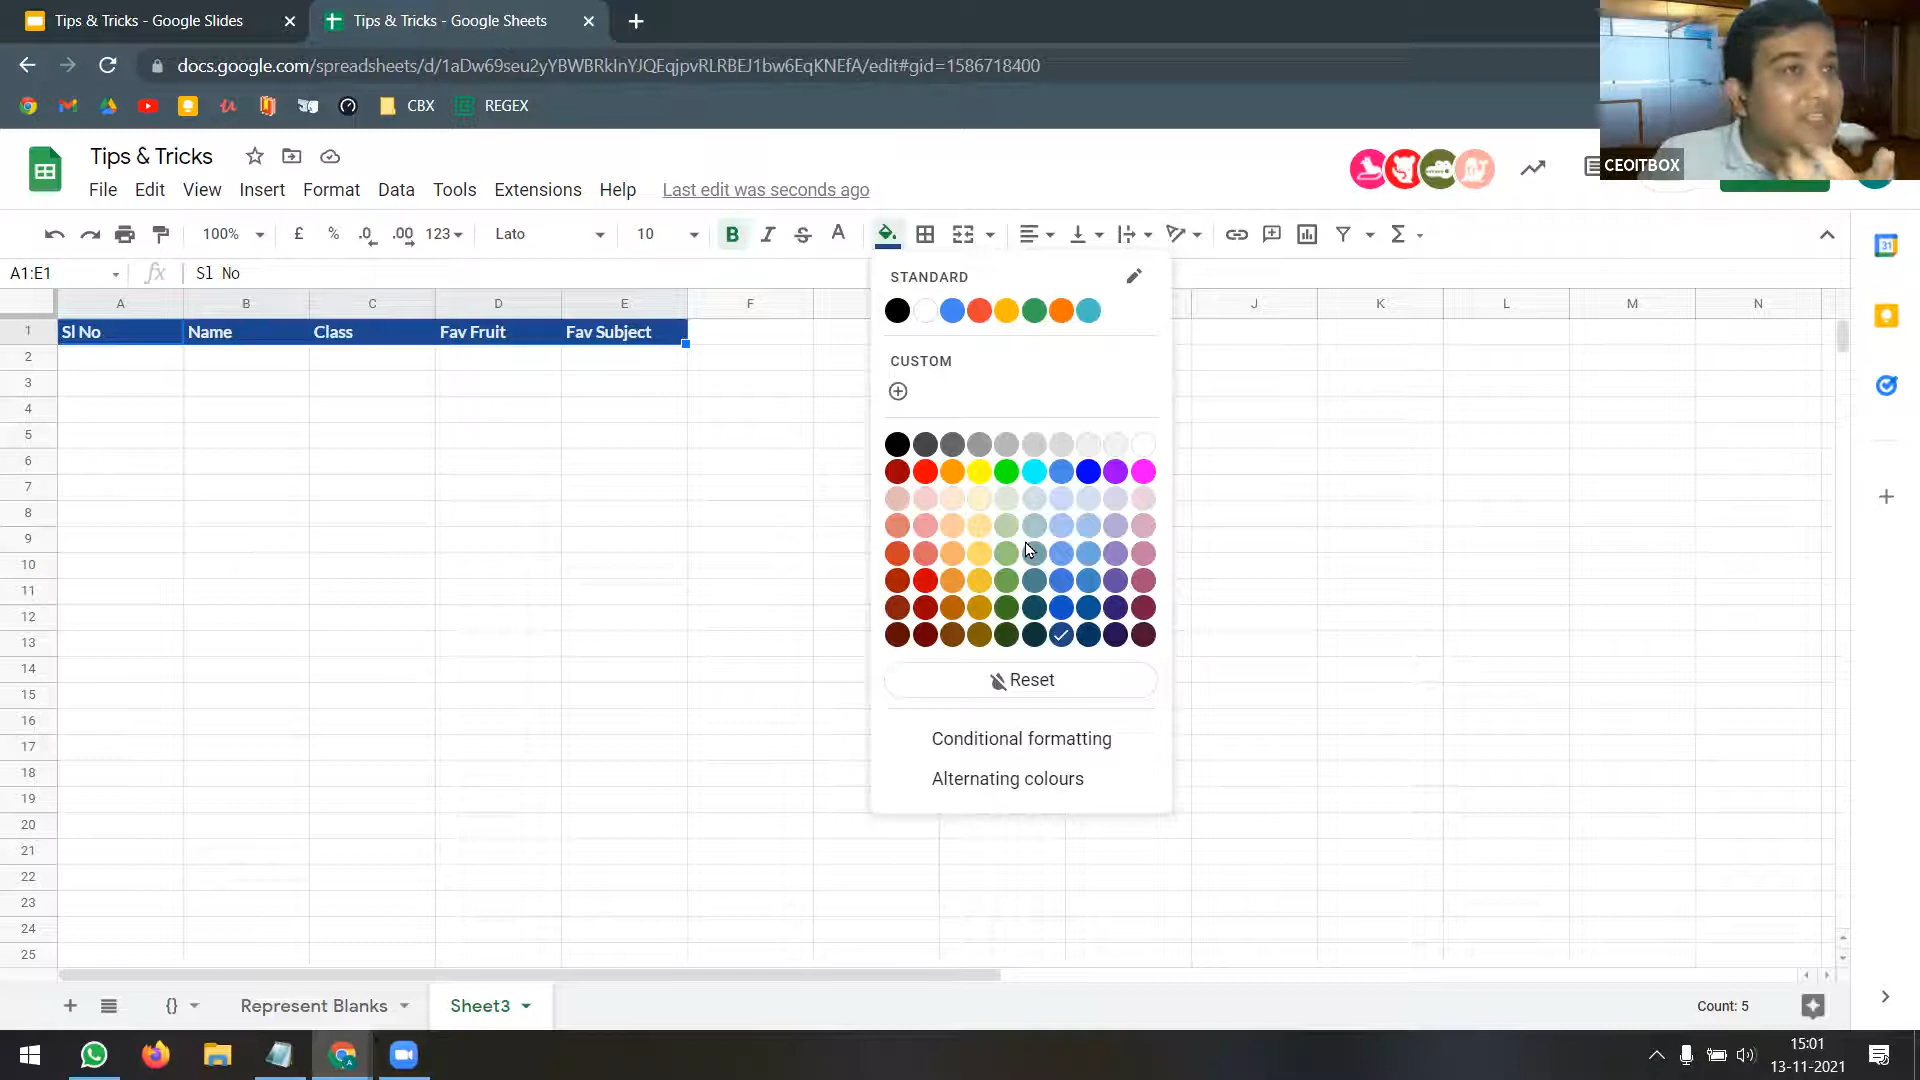 Tips & Tricks - Google Slides
Tips & Tricks - Google Sheets
docs.google.com/spreadsheets/d/1aDw69seu2yYBWBRkInYJQEqjpvRLRBEJ1bw6EqKNEfA/edit#gid=1586718400
CBX
REGEX
Tips & Tricks
CEOITBOX
File Edit View Insert Format Data Tools Extensions Help Last edit was seconds ago
100% £ % .0 .00 123 Lato 10 B I S A
A1:E1 fx Sl No
STANDARD
A B C D E F J K L M N
1 Sl No Name Class Fav Fruit Fav Subject
2
CUSTOM
3
4
5
6
7
8
9
10
11
12
13
14
Reset
15
16
Conditional formatting
17
18
Alternating colours
19
20
21
22
23
24
25
{} Represent Blanks Sheet3 Count: 5
15:01
13-11-2021